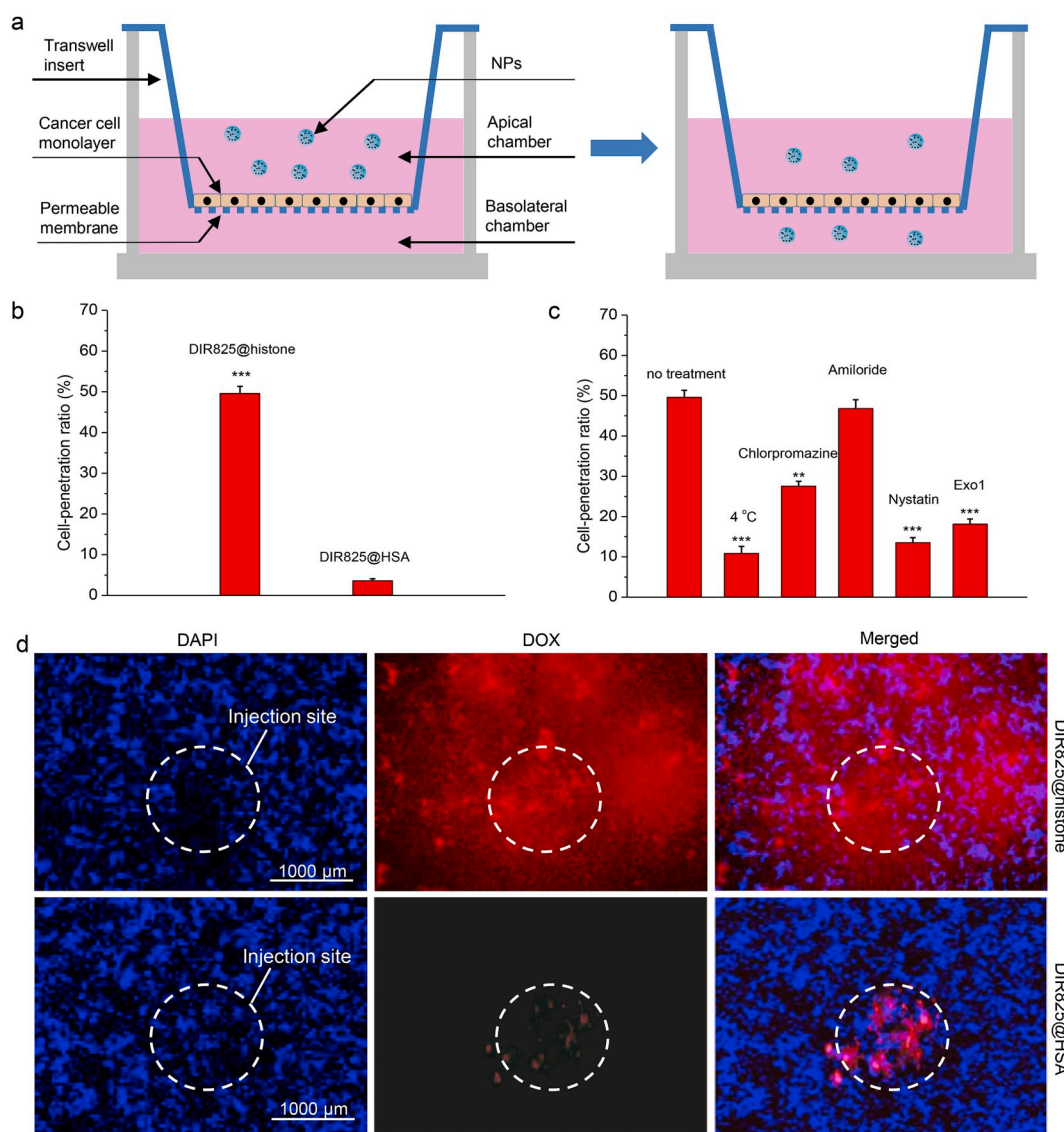 a
Transwell
insert
NPs
Cancer cell
monolayer
Apical
chamber
Permeable
membrane
Basolateral
chamber
b
70
60
50
40
30
20
10
0
Cell-penetration ratio (%)
DIR825@histone
***
DIR825@HSA
c
70
60
50
40
30
20
10
0
Cell-penetration ratio (%)
no treatment
4 °C
***
Chlorpromazine
**
Amiloride
Nystatin
***
Exo1
***
d
DAPI
DOX
Merged
Injection site
1000 µm
DIR825@histone
Injection site
1000 µm
DIR825@HSA